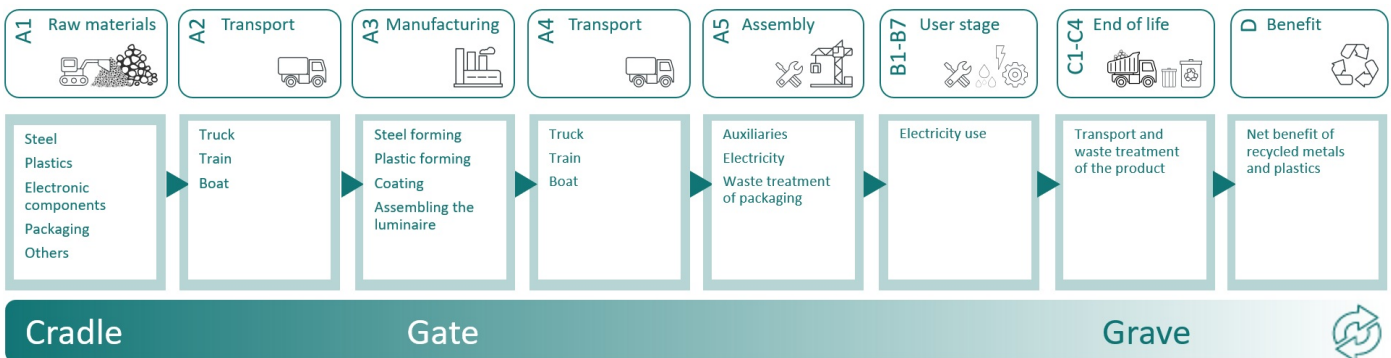 A1 Raw materials
A2 Transport
A3 Manufacturing
A4 Transport
A5 Assembly
B1-B7 User stage
C1-C4 End of life
D Benefit
Steel
Plastics
Electronic
components
Packaging
Others
Truck
Train
Boat
Steel forming
Plastic forming
Coating
Assembling the
luminaire
Truck
Train
Boat
Auxiliaries
Electricity
Waste treatment
of packaging
Electricity use
Transport and
waste treatment
of the product
Net benefit of
recycled metals
and plastics
Cradle
Gate
Grave